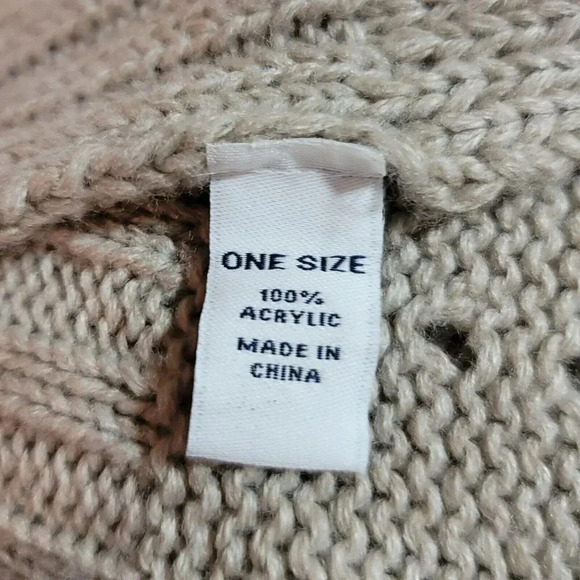 ONE SIZE
100%
ACRYLIC
MADE IN
CHINA